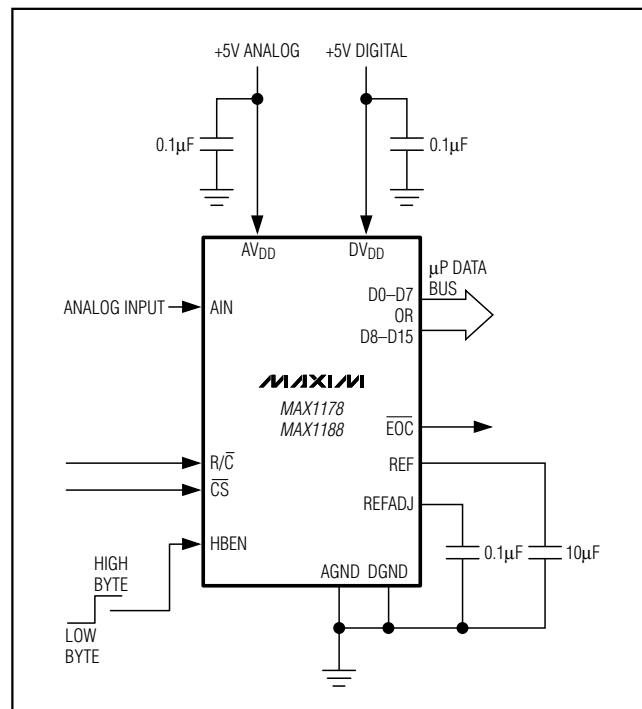 +5V ANALOG
+5V DIGITAL
0.1µF
0.1µF
AVDD
DVDD
µP DATA
BUS
ANALOG INPUT
AIN
D0–D7
OR
D8–D15
MAXIM
MAX1178
MAX1188
EOC
R/C
REF
CS
REFADJ
HBEN
0.1µF
10µF
HIGH
BYTE
AGND
DGND
LOW
BYTE